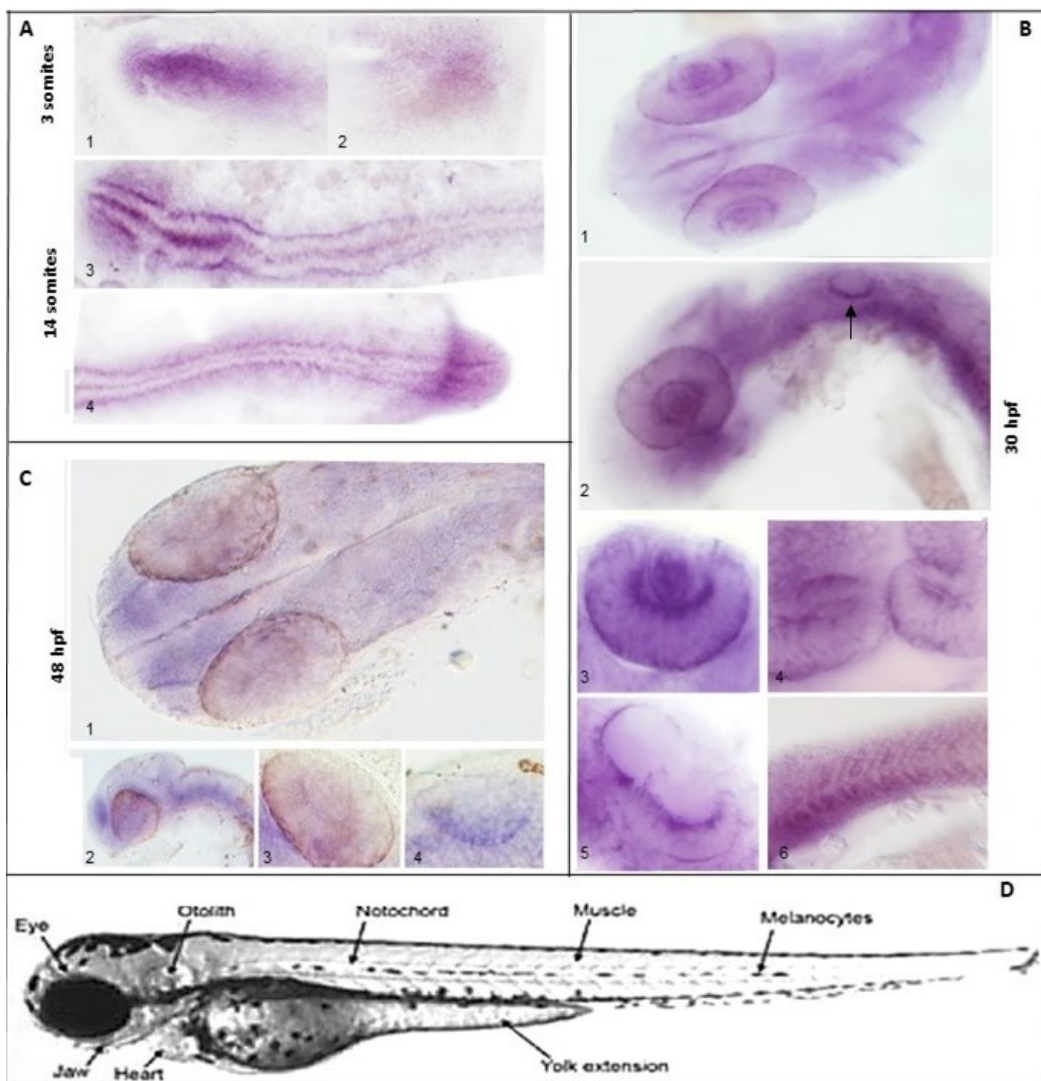 A
3 somites
1
2
14 somites
3
4
B
1
2
30 hpf
3
4
5
6
C
48 hpf
1
2
3
4
D
Eye
Otolith
Notochord
Muscle
Melanocytes
Jaw
Heart
Yolk extension